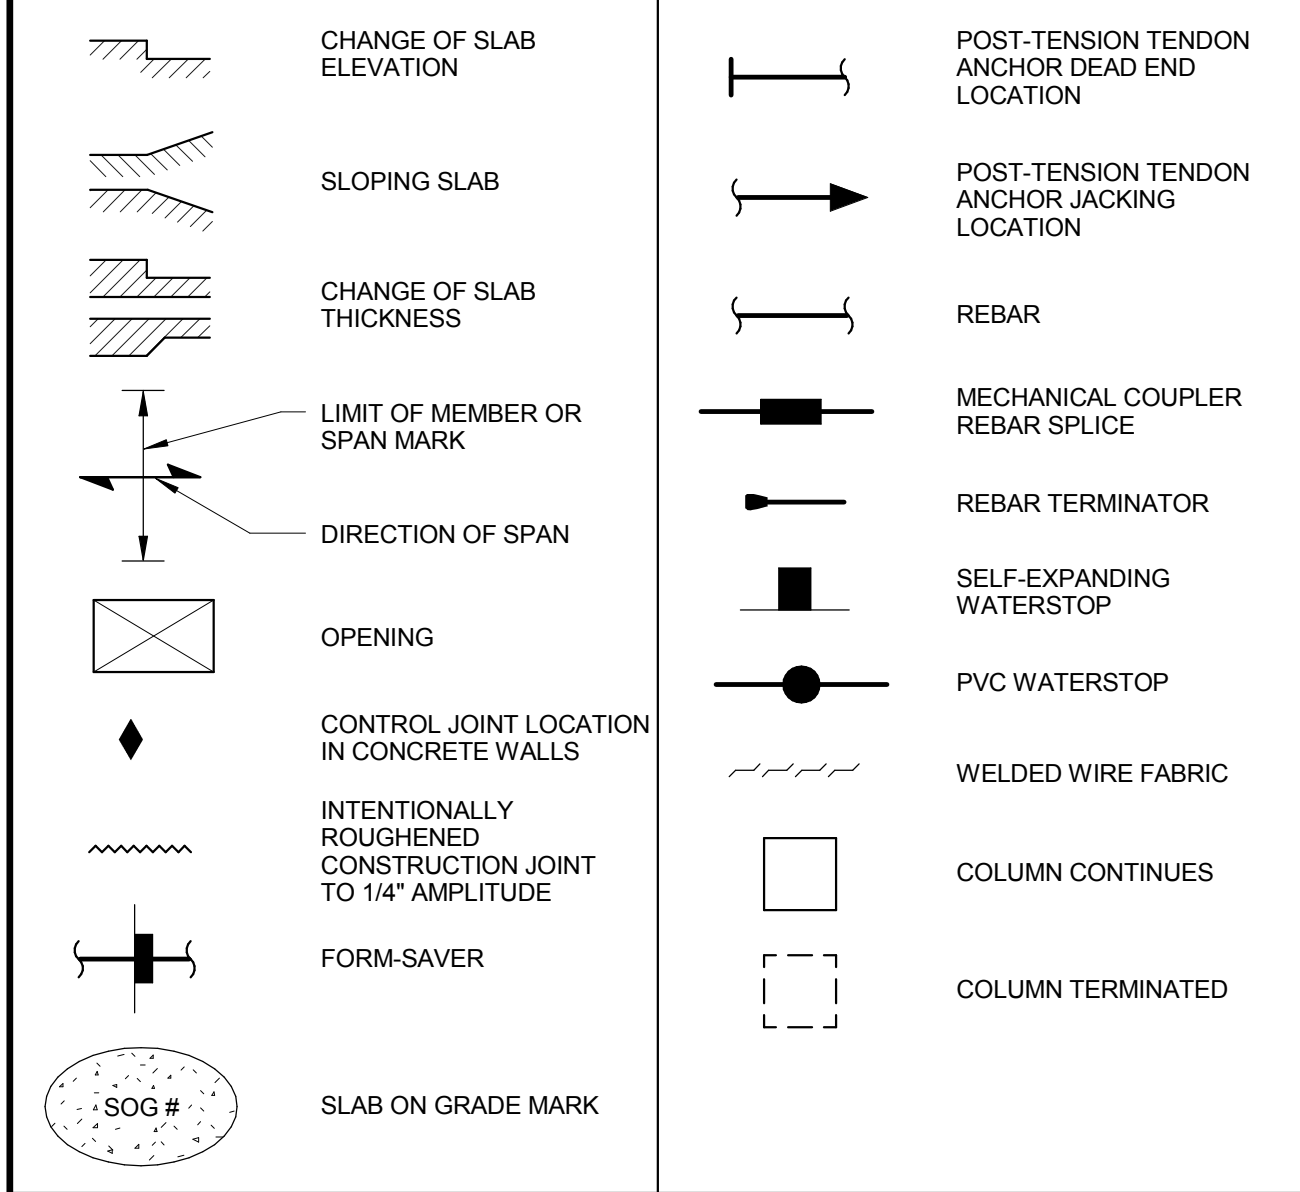 CHANGE OF SLAB
ELEVATION
SLOPING SLAB
CHANGE OF SLAB
THICKNESS
LIMIT OF MEMBER OR
SPAN MARK
DIRECTION OF SPAN
OPENING
CONTROL JOINT LOCATION
IN CONCRETE WALLS
INTENTIONALLY
ROUGHENED
CONSTRUCTION JOINT
TO 1/4" AMPLITUDE
FORM-SAVER
SOG #
SLAB ON GRADE MARK
POST-TENSION TENDON
ANCHOR DEAD END
LOCATION
POST-TENSION TENDON
ANCHOR JACKING
LOCATION
REBAR
MECHANICAL COUPLER
REBAR SPLICE
REBAR TERMINATOR
SELF-EXPANDING
WATERSTOP
PVC WATERSTOP
WELDED WIRE FABRIC
COLUMN CONTINUES
COLUMN TERMINATED